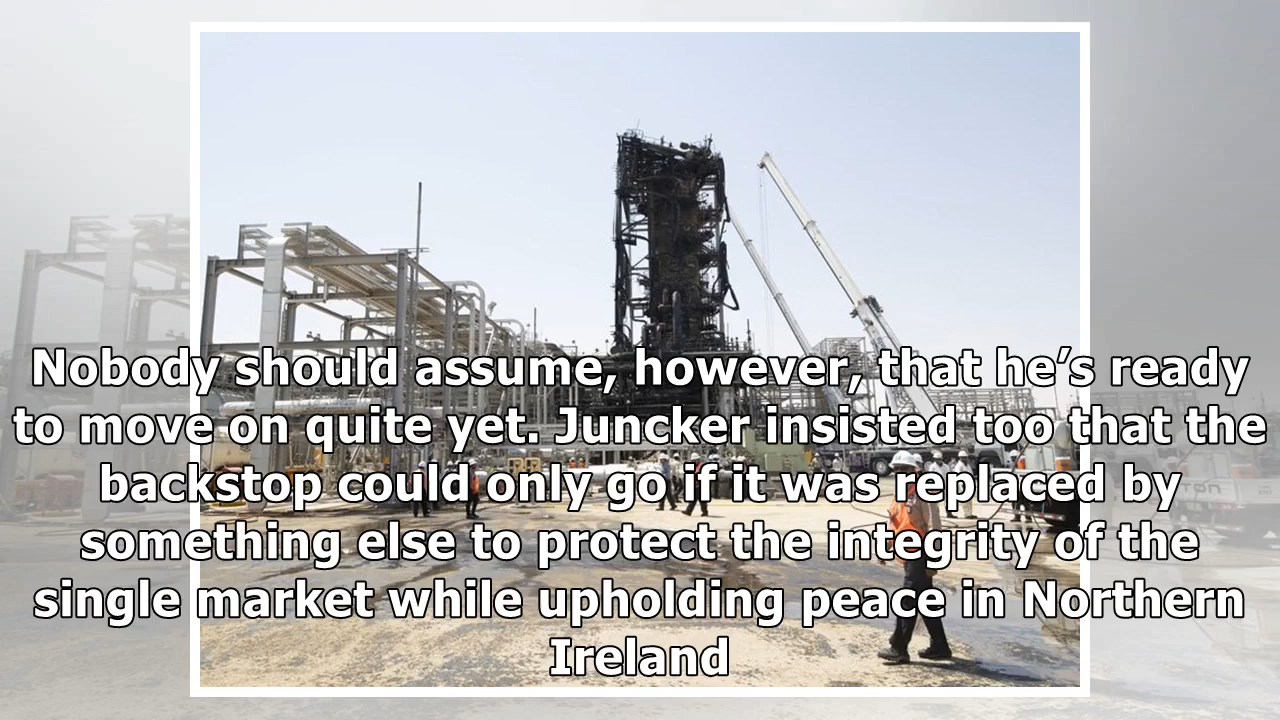 Nobody should assume, however, that he’s ready
to move on quite yet. Juncker insisted too that the
backstop could only go if it was replaced by
something else to protect the integrity of the
single market while upholding peace in Northern
Ireland